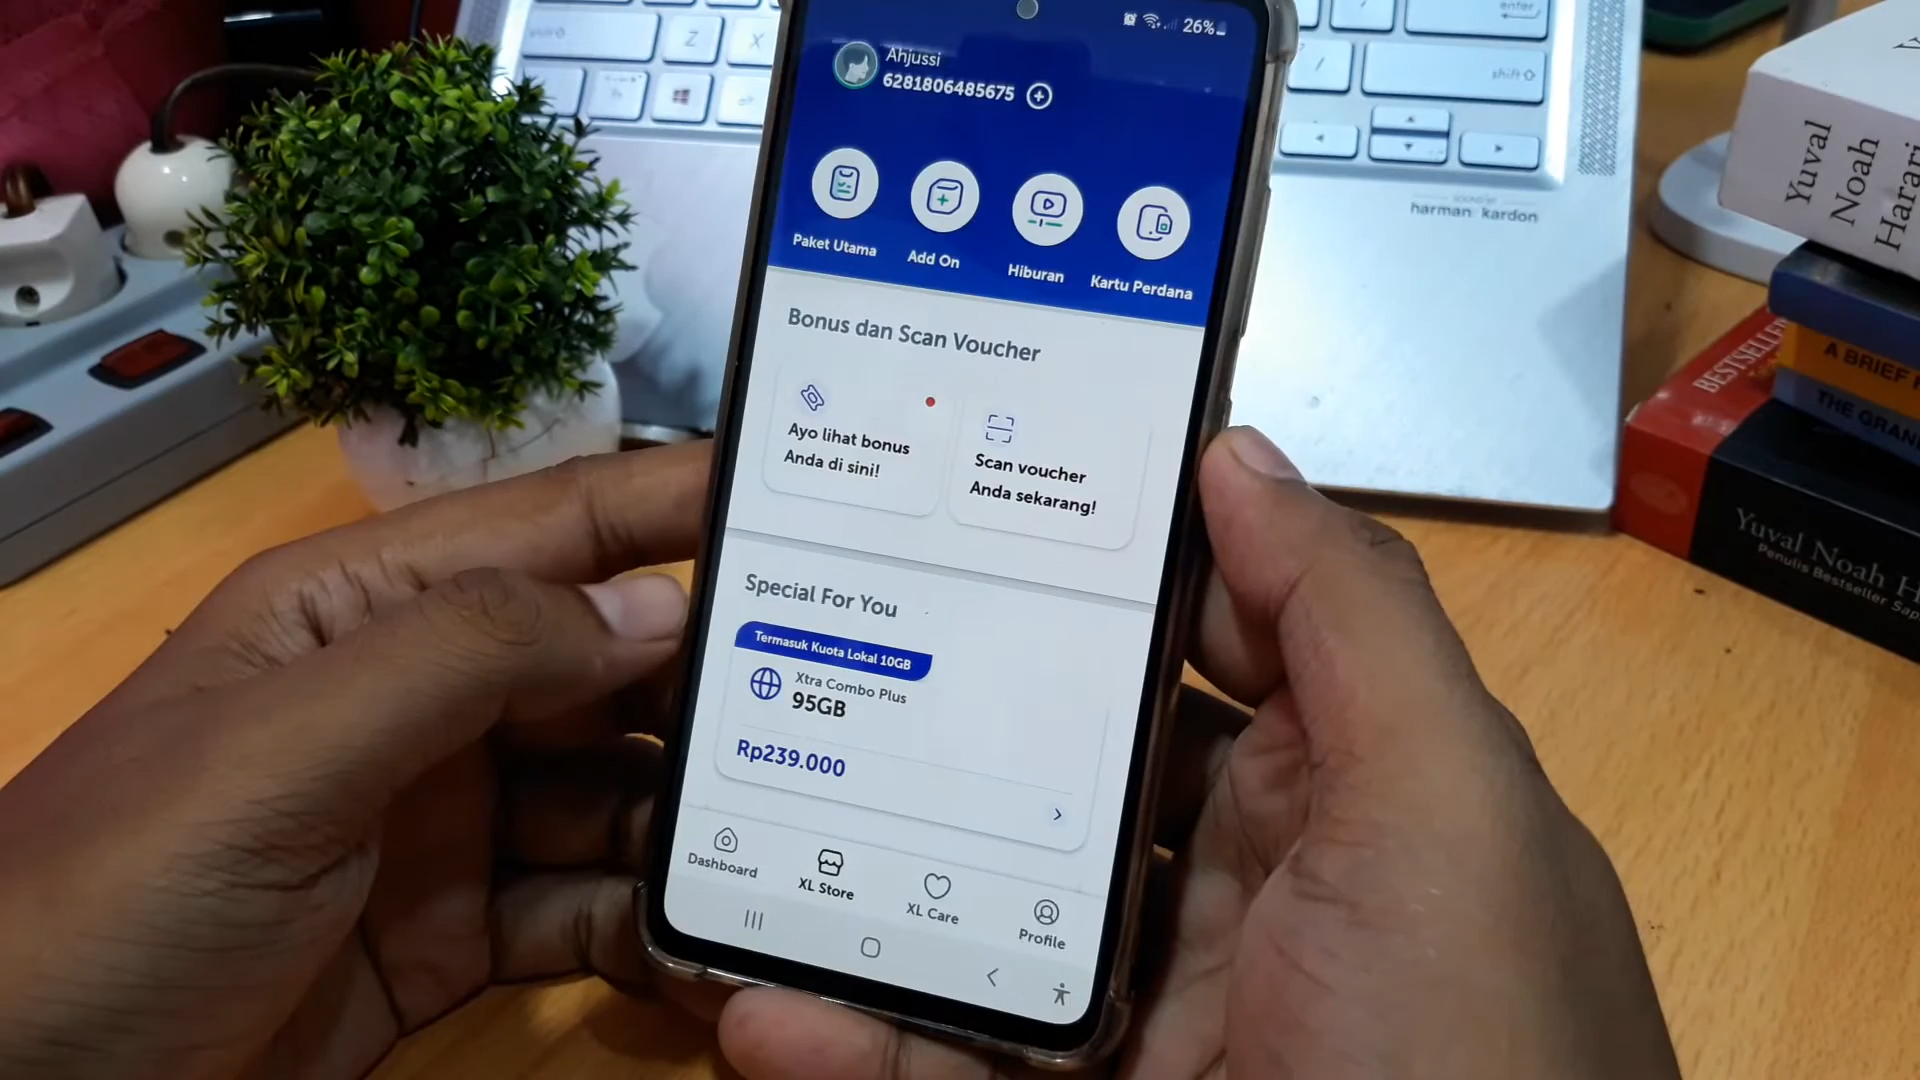 26%
Ahjussi
6281806485675
Paket Utama
Add On
Hiburan
Kartu Perdana
Bonus dan Scan Voucher
Ayo lihat bonus
Anda di sini!
Scan voucher
Anda sekarang!
Special For You
Termasuk Kuota Lokal 10GB
Xtra Combo Plus
95GB
Rp239.000
Dashboard
XL Store
XL Care
Profile
shift
Z
X
enter
/
shift
harman kardon
Yuval
Noah
Harari
BESTSELLER
A BRIEF
THE GRAN
Yuval Noah H
Penulis Bestseller Sap